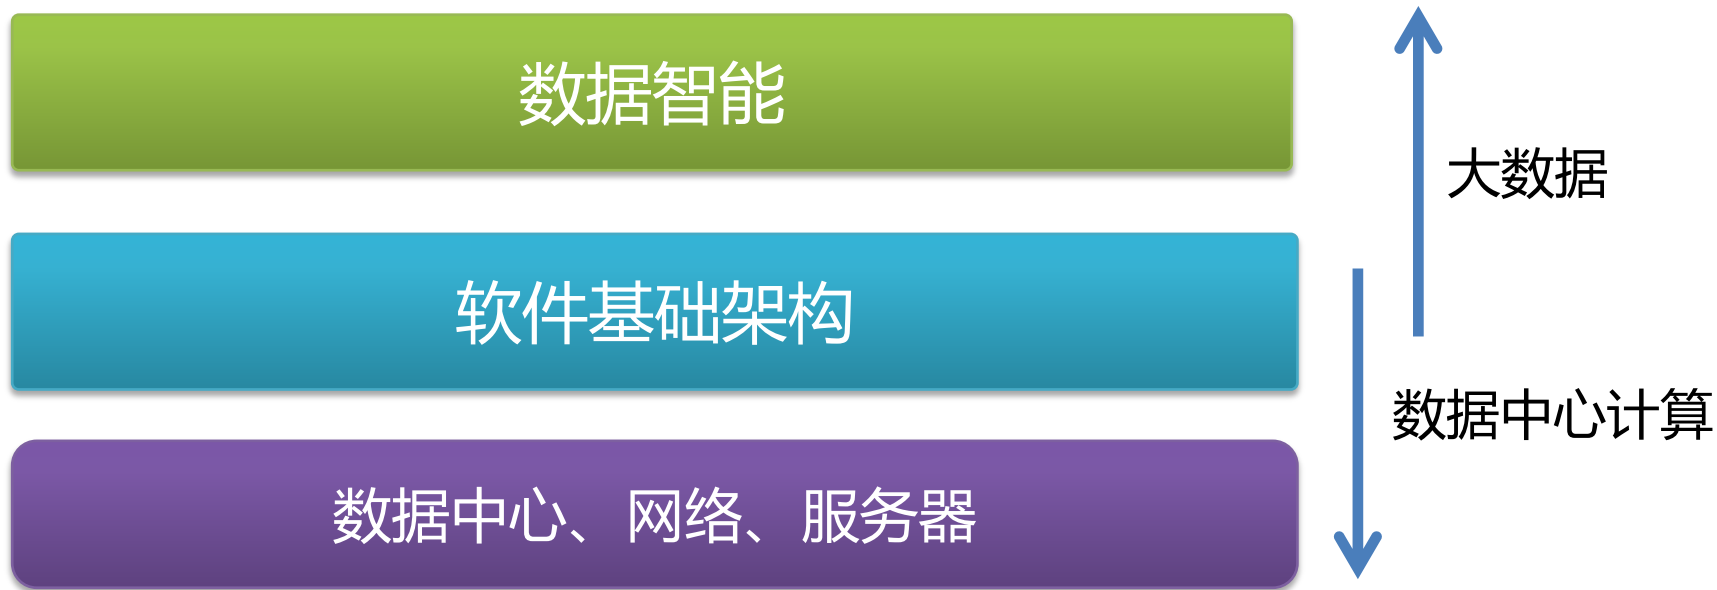 数据智能
大数据
软件基础架构
数据中心计算
数据中心、网络、服务器